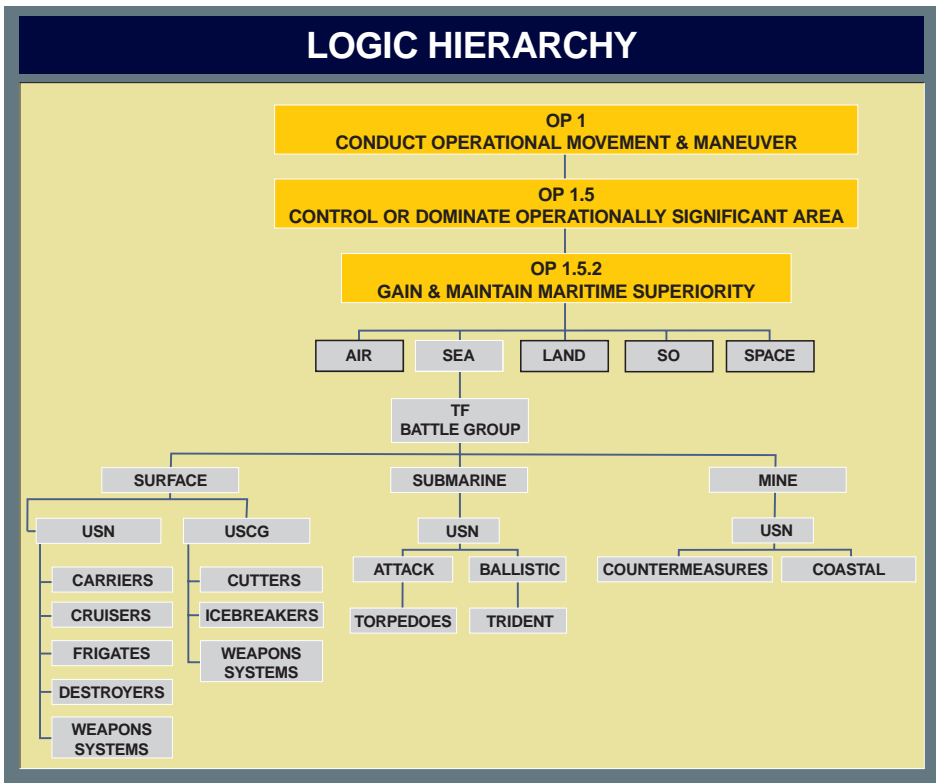 LOGIC HIERARCHY
OP 1
CONDUCT OPERATIONAL MOVEMENT & MANEUVER
OP 1.5
CONTROL OR DOMINATE OPERATIONALLY SIGNIFICANT AREA
OP 1.5.2
GAIN & MAINTAIN MARITIME SUPERIORITY
AIR
SEA
LAND
SO
SPACE
TF
BATTLE GROUP
SURFACE
SUBMARINE
MINE
USN
USCG
USN
USN
CARRIERS
CRUISERS
FRIGATES
DESTROYERS
WEAPONS
SYSTEMS
CUTTERS
ICEBREAKERS
WEAPONS
SYSTEMS
ATTACK
BALLISTIC
TORPEDOES
TRIDENT
COUNTERMEASURES
COASTAL